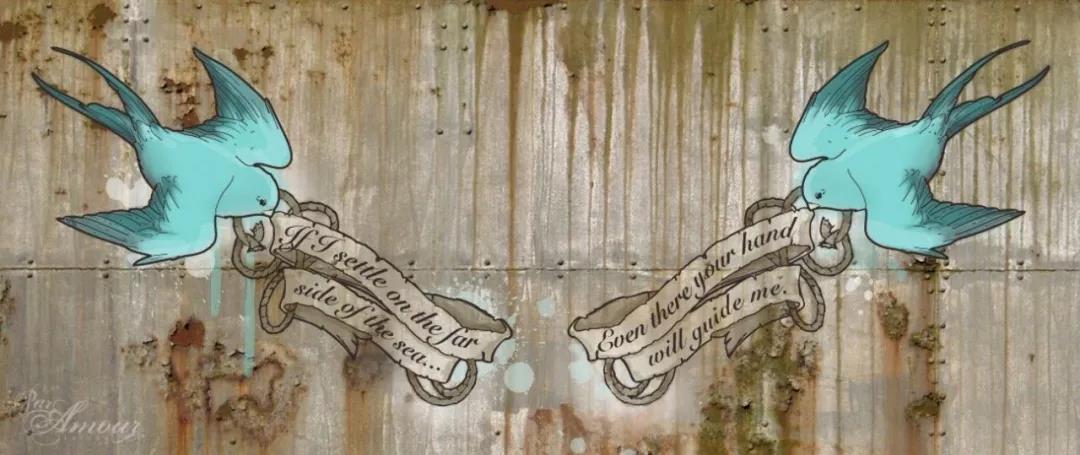 If I settle on the far
side of the sea...
Even there your hand
will guide me.
Par
Amour